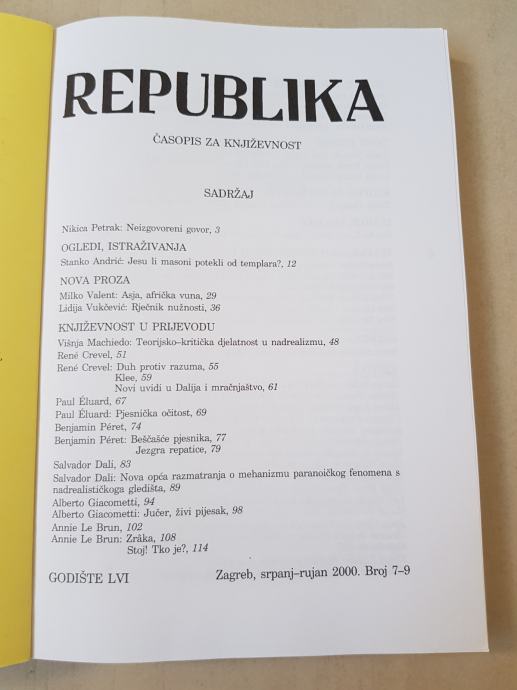 REPUBLIKA
ČASOPIS ZA KNJIŽEVNOST
SADRŽAJ
Nikica Petrak: Neizgovoreni govor, 3
OGLEDI, ISTRAŽIVANJA
Stanko Andrić: Jesu li masoni potekli od templara?, 12
NOVA PROZA
Milko Valent: Asja, afrička vuna, 29
Lidija Vukčević: Rječnik nužnosti, 36
KNJIŽEVNOST U PRIJEVODU
Višnja Machiedo: Teorijsko-kritička djelatnost u nadrealizmu, 48
René Crevel, 51
René Crevel: Duh protiv razuma, 55
Klee, 59
Novi uvidi u Dalija i mračnjaštvo, 61
Paul Éluard, 67
Paul Éluard: Pjesnička očitost, 69
Benjamin Péret, 74
Benjamin Péret: Beščašće pjesnika, 77
Jezgra repatice, 79
Salvador Dalí, 83
Salvador Dalí: Nova opća razmatranja o mehanizmu paranoičkog fenomena s
nadrealističkoga gledišta, 89
Alberto Giacometti, 94
Alberto Giacometti: Jučer, živi pijesak, 98
Annie Le Brun, 102
Annie Le Brun: Zrâka, 108
Stoj! Tko je?, 114
GODIŠTE LVI Zagreb, srpanj–rujan 2000. Broj 7–9